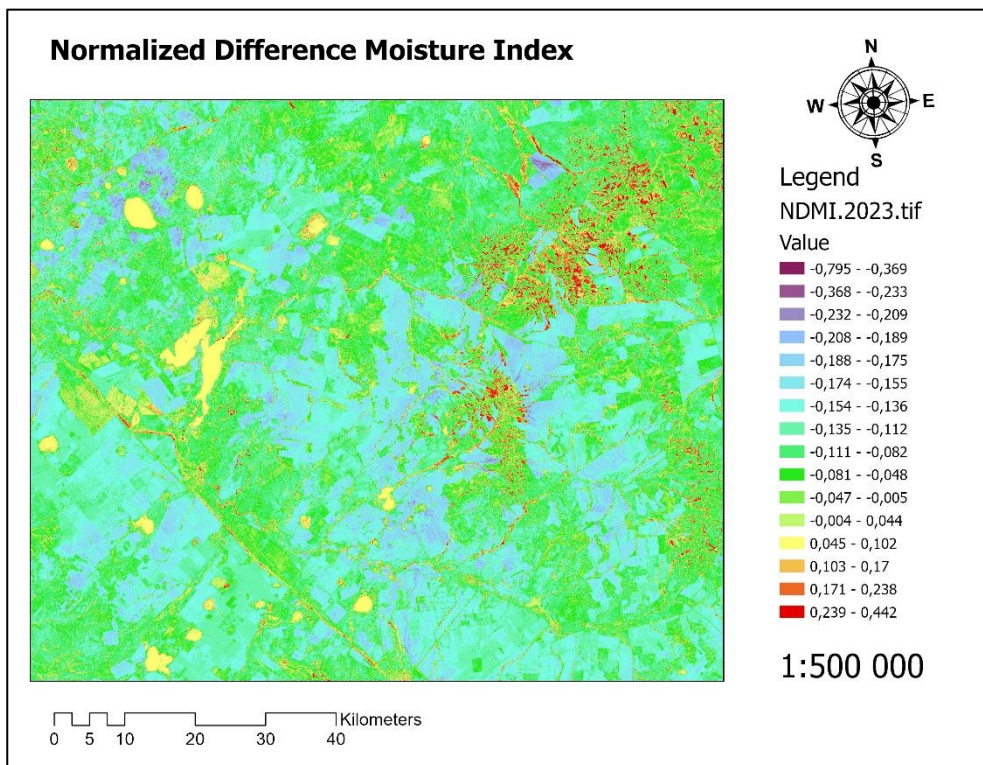 Normalized Difference Moisture Index
N
W
E
S
Legend
NDMI.2023.tif
Value
-0,795 - -0,369
-0,368 - -0,233
-0,232 - -0,209
-0,208 - -0,189
-0,188 - -0,175
-0,174 - -0,155
-0,154 - -0,136
-0,135 - -0,112
-0,111 - -0,082
-0,081 - -0,048
-0,047 - -0,005
-0,004 - 0,044
0,045 - 0,102
0,103 - 0,17
0,171 - 0,238
0,239 - 0,442
1:500 000
Kilometers
0 5 10 20 30 40